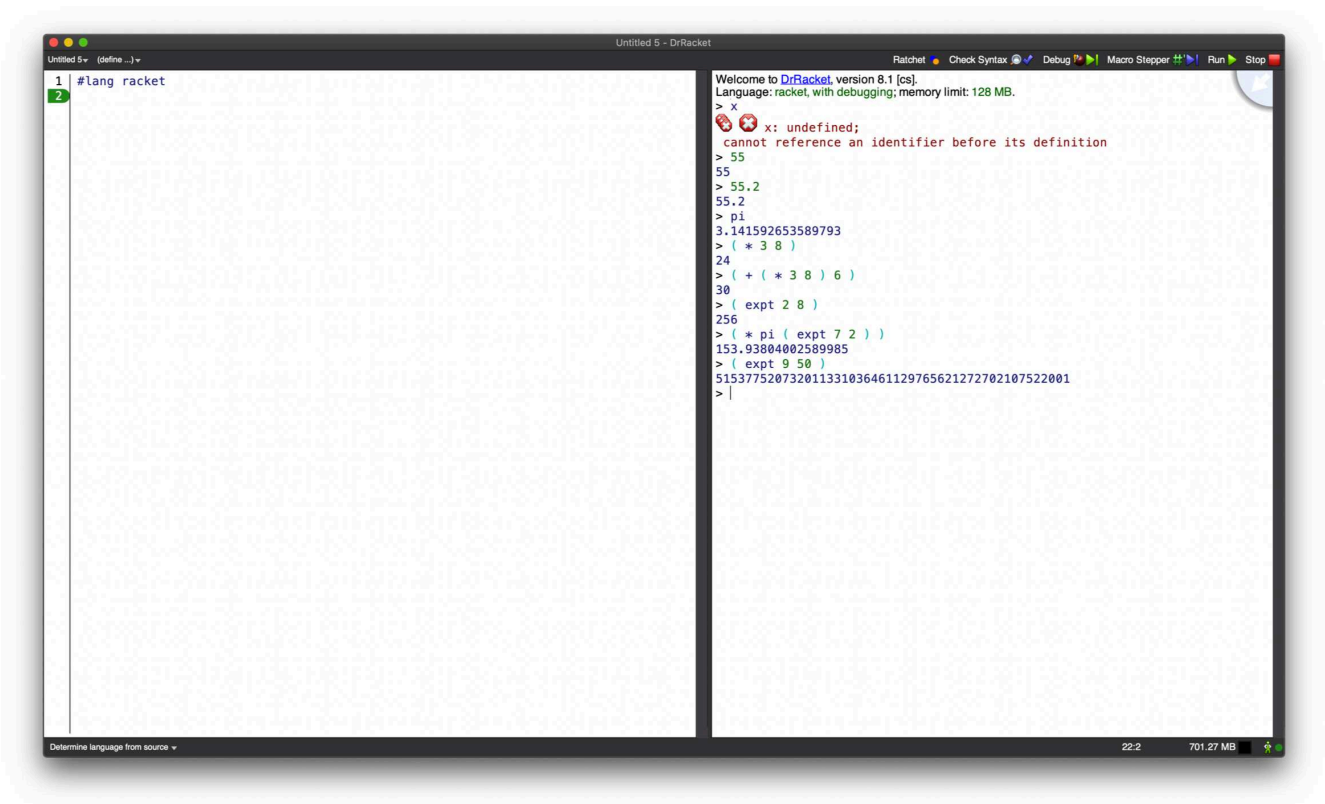 Untitled 5 - DrRacket
Untitled 5 (define ...)
Ratchet Check Syntax Debug Macro Stepper Run Stop
1 #lang racket
2
Welcome to DrRacket, version 8.1 [cs].
Language: racket, with debugging; memory limit: 128 MB.
> x
x: undefined;
cannot reference an identifier before its definition
> 55
55
> 55.2
55.2
> pi
3.141592653589793
> ( * 3 8 )
24
> ( + ( * 3 8 ) 6 )
30
> ( expt 2 8 )
256
> ( * pi ( expt 7 2 ) )
153.93804002589985
> ( expt 9 50 )
515377520732011331036461129765621272702107522001
>
Determine language from source
22:2
701.27 MB